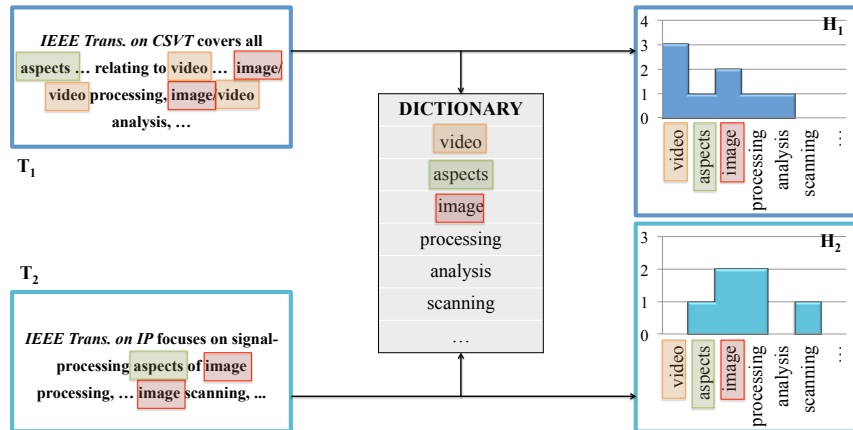 IEEE Trans. on CSVT covers all
aspects … relating to video … image/
video processing, image/video
analysis, …
T1
DICTIONARY
video
aspects
image
processing
analysis
scanning
…
H1
4
3
2
1
0
video
aspects
image
processing
analysis
scanning
…
T2
IEEE Trans. on IP focuses on signal-
processing aspects of image
processing, … image scanning, ...
H2
3
2
1
0
video
aspects
image
processing
analysis
scanning
…